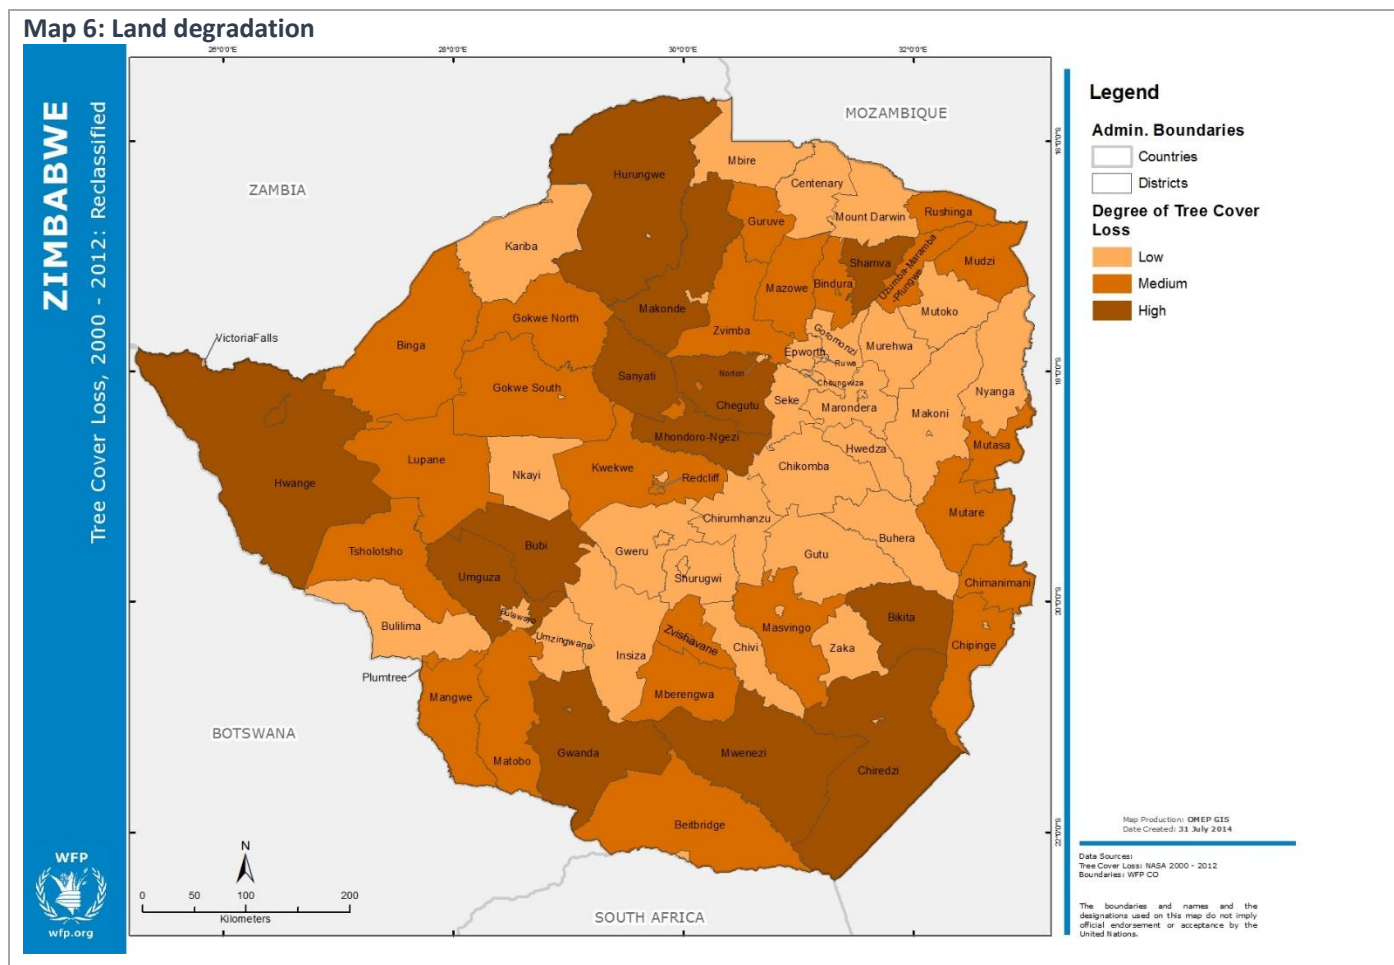 Map 6: Land degradation
ZIMBABWE
Tree Cover Loss, 2000 - 2012: Reclassified
WFP
wfp.org
26°0'0"E
28°0'0"E
30°0'0"E
32°0'0"E
ZAMBIA
MOZAMBIQUE
BOTSWANA
SOUTH AFRICA
Hurungwe
Mbire
Centenary
Mount Darwin
Rushinga
Guruve
Kariba
Shamva
Uzumba-Maramba
-Pfungwe
Mudzi
Mazowe
Bindura
Makonde
Mutoko
Gokwe North
Zvimba
Goromonzi
Murehwa
VictoriaFalls
Binga
Epworth
Ruwa
Norton
Chitungwiza
Sanyati
Gokwe South
Nyanga
Seke
Chegutu
Marondera
Makoni
Mhondoro-Ngezi
Mutasa
Hwedza
Lupane
Nkayi
Kwekwe
Redcliff
Chikomba
Hwange
Mutare
Chirumhanzu
Buhera
Tsholotsho
Bubi
Gweru
Gutu
Umguza
Shurugwi
Chimanimani
Bulawayo
Bulilima
Umzingwane
Masvingo
Bikita
Zvishavane
Chivi
Zaka
Chipinge
Insiza
Plumtree
Mangwe
Mberengwa
Matobo
Gwanda
Mwenezi
Chiredzi
Beitbridge
N
0 50 100 200
Kilometers
Legend
Admin. Boundaries
Countries
Districts
Degree of Tree Cover
Loss
Low
Medium
High
Map Production: OMEP GIS
Date Created: 31 July 2014
Data Sources:
Tree Cover Loss: NASA 2000 - 2012
Boundaries: WFP CO
The boundaries and names and the
designations used on this map do not imply
official endorsement or acceptance by the
United Nations.